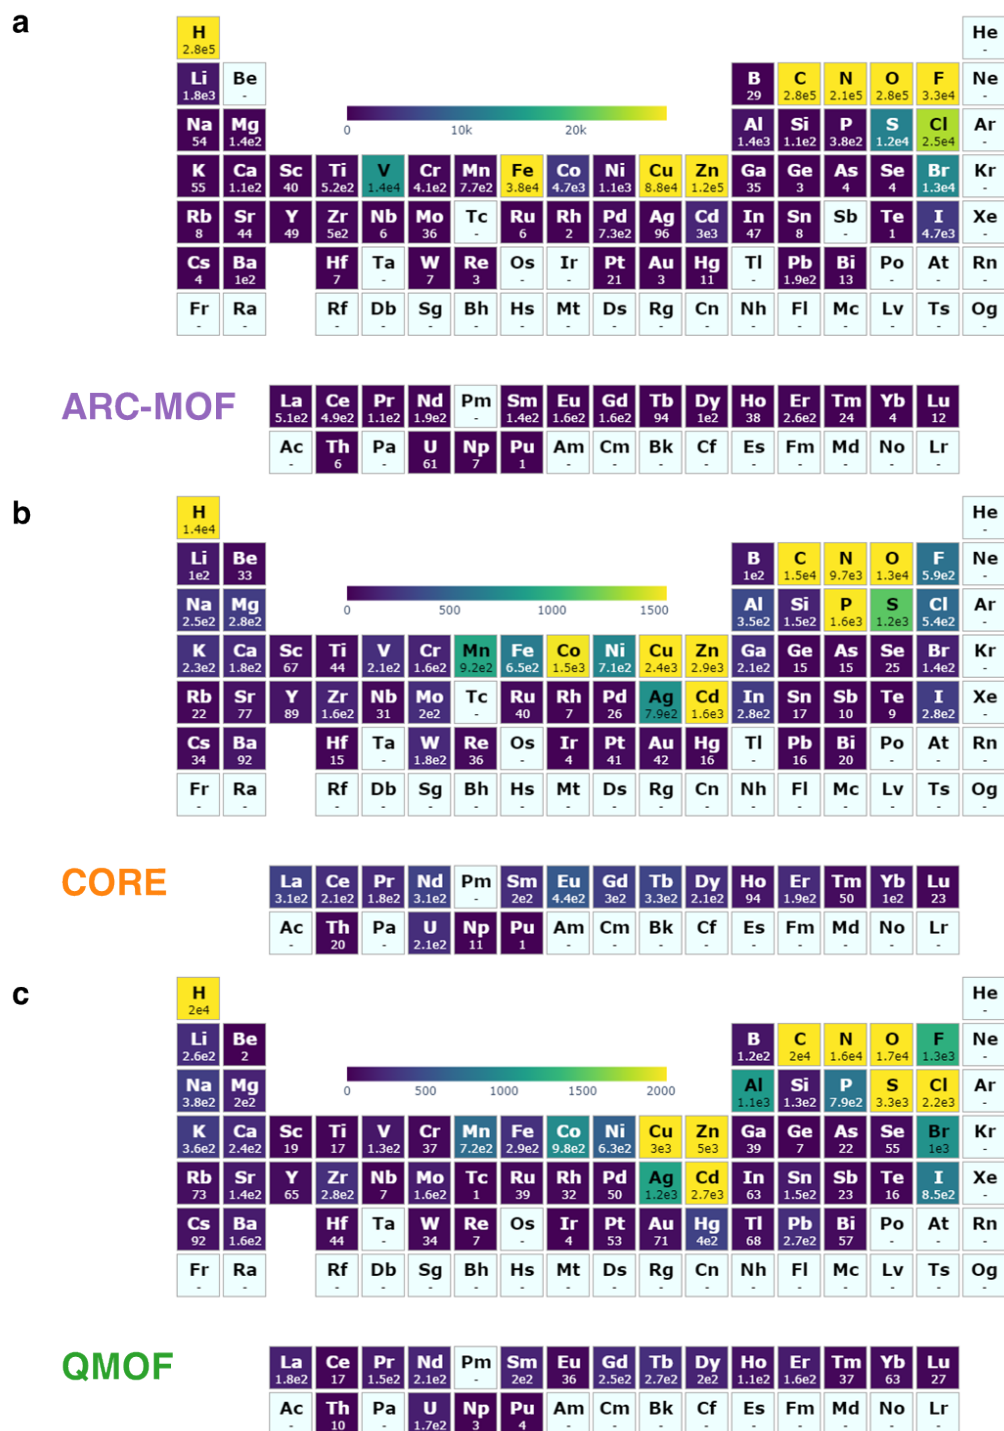 a
H He
2.8e5 -
Li Be B C N O F Ne
1.8e3 - 29 2.8e5 2.1e5 2.8e5 3.3e4 -
0 10k 20k
Na Mg Al Si P S Cl Ar
54 1.4e2 1.4e3 1.1e2 3.8e2 1.2e4 2.5e4 -
K Ca Sc Ti V Cr Mn Fe Co Ni Cu Zn Ga Ge As Se Br Kr
55 1.1e2 40 5.2e2 1.4e4 4.1e2 7.7e2 3.8e4 4.7e3 1.1e3 8.8e4 1.2e5 35 3 4 4 1.3e4 -
Rb Sr Y Zr Nb Mo Tc Ru Rh Pd Ag Cd In Sn Sb Te I Xe
8 44 49 5e2 6 36 - 6 2 7.3e2 96 3e3 47 8 - 1 4.7e3 -
Cs Ba Hf Ta W Re Os Ir Pt Au Hg Tl Pb Bi Po At Rn
4 1e2 7 - 7 3 - - 21 3 11 - 1.9e2 13 - - -
Fr Ra Rf Db Sg Bh Hs Mt Ds Rg Cn Nh Fl Mc Lv Ts Og
- - - - - - - - - - - - - - - - -
ARC-MOF
La Ce Pr Nd Pm Sm Eu Gd Tb Dy Ho Er Tm Yb Lu
5.1e2 4.9e2 1.1e2 1.9e2 - 1.4e2 1.6e2 1.6e2 94 1e2 38 2.6e2 24 4 12
Ac Th Pa U Np Pu Am Cm Bk Cf Es Fm Md No Lr
- 6 - 61 7 1 - - - - - - - - -
b
H He
1.4e4 -
Li Be B C N O F Ne
1e2 33 1e2 1.5e4 9.7e3 1.3e4 5.9e2 -
0 500 1000 1500
Na Mg Al Si P S Cl Ar
2.5e2 2.8e2 3.5e2 1.5e2 1.6e3 1.2e3 5.4e2 -
K Ca Sc Ti V Cr Mn Fe Co Ni Cu Zn Ga Ge As Se Br Kr
2.3e2 1.8e2 67 44 2.1e2 1.6e2 9.2e2 6.5e2 1.5e3 7.1e2 2.4e3 2.9e3 2.1e2 15 15 25 1.4e2 -
Rb Sr Y Zr Nb Mo Tc Ru Rh Pd Ag Cd In Sn Sb Te I Xe
22 77 89 1.6e2 31 2e2 - 40 7 26 7.9e2 1.6e3 2.8e2 17 10 9 2.8e2 -
Cs Ba Hf Ta W Re Os Ir Pt Au Hg Tl Pb Bi Po At Rn
34 92 15 - 1.8e2 36 - 4 41 42 16 - 16 20 - - -
Fr Ra Rf Db Sg Bh Hs Mt Ds Rg Cn Nh Fl Mc Lv Ts Og
- - - - - - - - - - - - - - - - -
CORE
La Ce Pr Nd Pm Sm Eu Gd Tb Dy Ho Er Tm Yb Lu
3.1e2 2.1e2 1.8e2 3.1e2 - 2e2 4.4e2 3e2 3.3e2 2.1e2 94 1.9e2 50 1e2 23
Ac Th Pa U Np Pu Am Cm Bk Cf Es Fm Md No Lr
- 20 - 2.1e2 11 1 - - - - - - - - -
c
H He
2e4 -
Li Be B C N O F Ne
2.6e2 2 1.2e2 2e4 1.6e4 1.7e4 1.3e3 -
0 500 1000 1500 2000
Na Mg Al Si P S Cl Ar
3.8e2 2e2 1.1e3 1.3e2 7.9e2 3.3e3 2.2e3 -
K Ca Sc Ti V Cr Mn Fe Co Ni Cu Zn Ga Ge As Se Br Kr
3.6e2 2.4e2 19 17 1.3e2 37 7.2e2 2.9e2 9.8e2 6.3e2 3e3 5e3 39 7 22 55 1e3 -
Rb Sr Y Zr Nb Mo Tc Ru Rh Pd Ag Cd In Sn Sb Te I Xe
73 1.4e2 65 2.8e2 7 1.6e2 1 39 32 50 1.2e3 2.7e3 63 1.5e2 23 16 8.5e2 -
Cs Ba Hf Ta W Re Os Ir Pt Au Hg Tl Pb Bi Po At Rn
92 1.6e2 44 - 34 7 - 4 53 71 4e2 68 2.7e2 57 - - -
Fr Ra Rf Db Sg Bh Hs Mt Ds Rg Cn Nh Fl Mc Lv Ts Og
- - - - - - - - - - - - - - - - -
QMOF
La Ce Pr Nd Pm Sm Eu Gd Tb Dy Ho Er Tm Yb Lu
1.8e2 17 1.5e2 2.1e2 - 2e2 36 2.5e2 2.7e2 2e2 1.1e2 1.6e2 37 63 27
Ac Th Pa U Np Pu Am Cm Bk Cf Es Fm Md No Lr
- 10 - 1.7e2 3 4 - - - - - - - - -